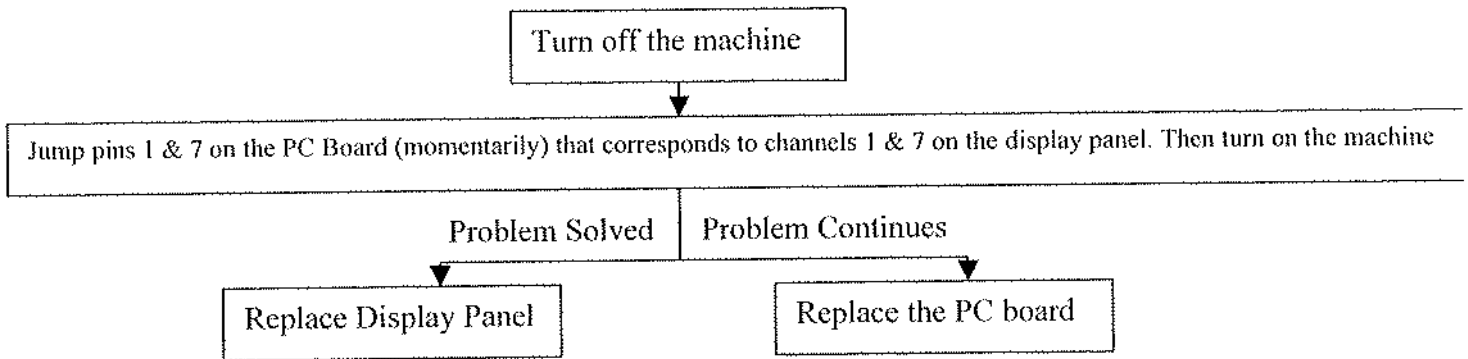 Turn off the machine
Jump pins 1 & 7 on the PC Board (momentarily) that corresponds to channels 1 & 7 on the display panel. Then turn on the machine
Problem Solved
Problem Continues
Replace Display Panel
Replace the PC board